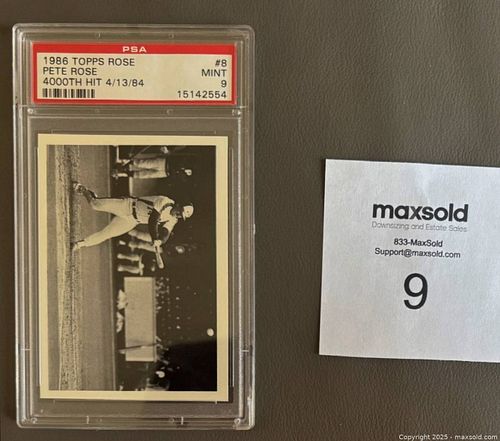 PSA
1986 TOPPS ROSE #8
PETE ROSE MINT
4000TH HIT 4/13/84 9
15142554
maxsold
Downsizing and Estate Sales
833-MaxSold
Support@maxsold.com
9
Copyright 2025 - maxsold.com